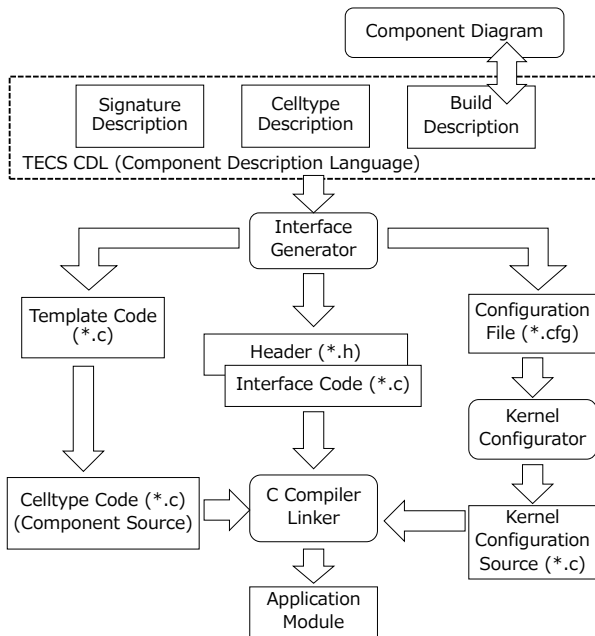 Component Diagram
Signature
Description
Celltype
Description
Build
Description
TECS CDL (Component Description Language)
Interface
Generator
Template Code
(*.c)
Header (*.h)
Interface Code (*.c)
Configuration
File (*.cfg)
Kernel
Configurator
Celltype Code (*.c)
(Component Source)
C Compiler
Linker
Kernel
Configuration
Source (*.c)
Application
Module